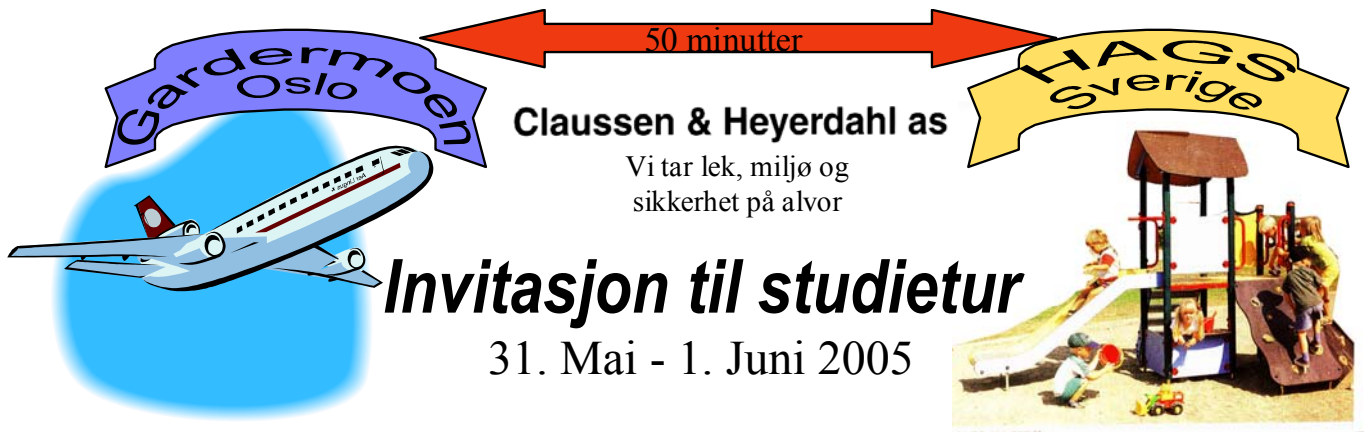 50 minutter
Gardermoen
Oslo
HAGS
Sverige
Claussen & Heyerdahl as
Vi tar lek, miljø og
sikkerhet på alvor
Invitasjon til studietur
31. Mai - 1. Juni 2005